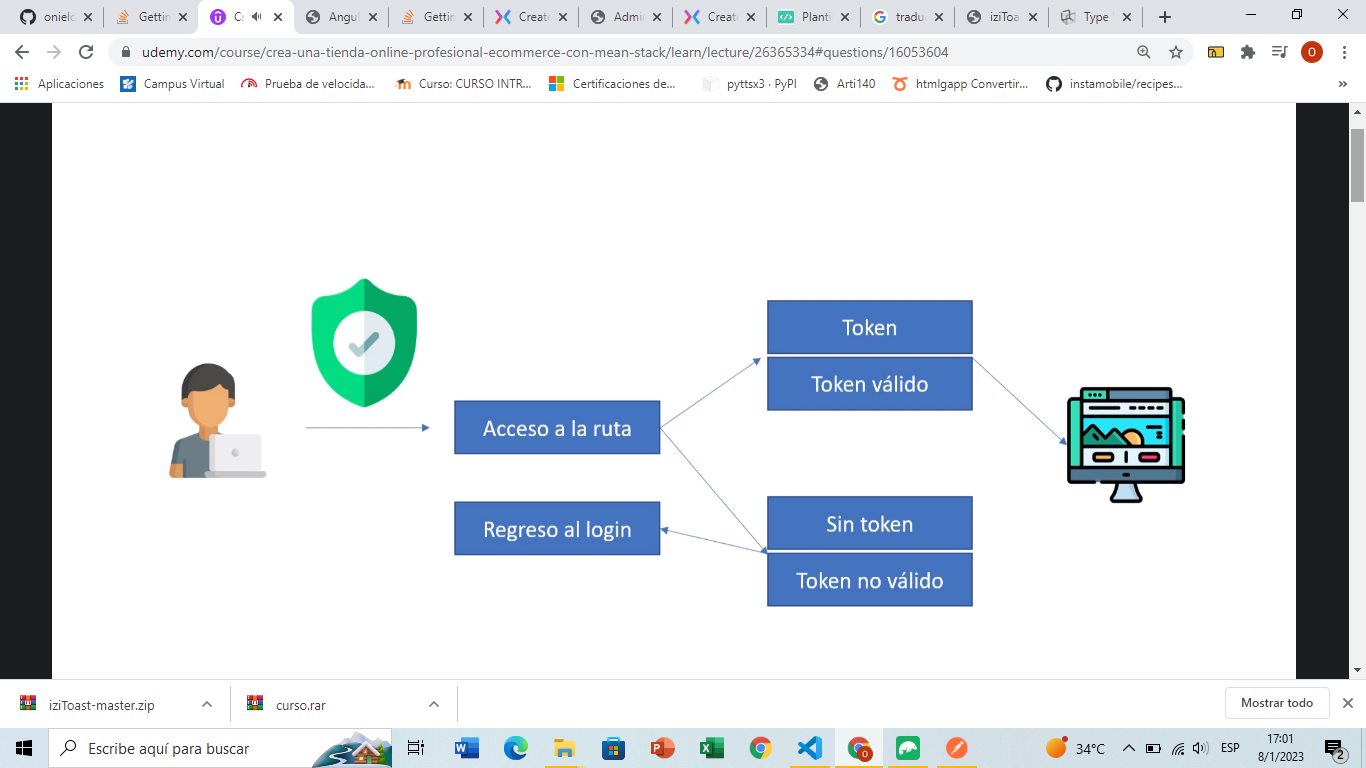 onielc
Gettin
C
Angul
Gettin
Create
Admin
Create
Planti
tradu
iziToa
Type
udemy.com/course/crea-una-tienda-online-profesional-ecommerce-con-mean-stack/learn/lecture/26365334#questions/16053604
O
Aplicaciones
Campus Virtual
Prueba de velocida...
Curso: CURSO INTR...
Certificaciones de...
pyttsx3 · PyPI
Arti140
htmlgapp Convertir...
instamobile/recipes...
»
Token
Token válido
Acceso a la ruta
Regreso al login
Sin token
Token no válido
iziToast-master.zip
curso.rar
Mostrar todo
Escribe aquí para buscar
34°C
ESP
17:01
8/1/2023
2